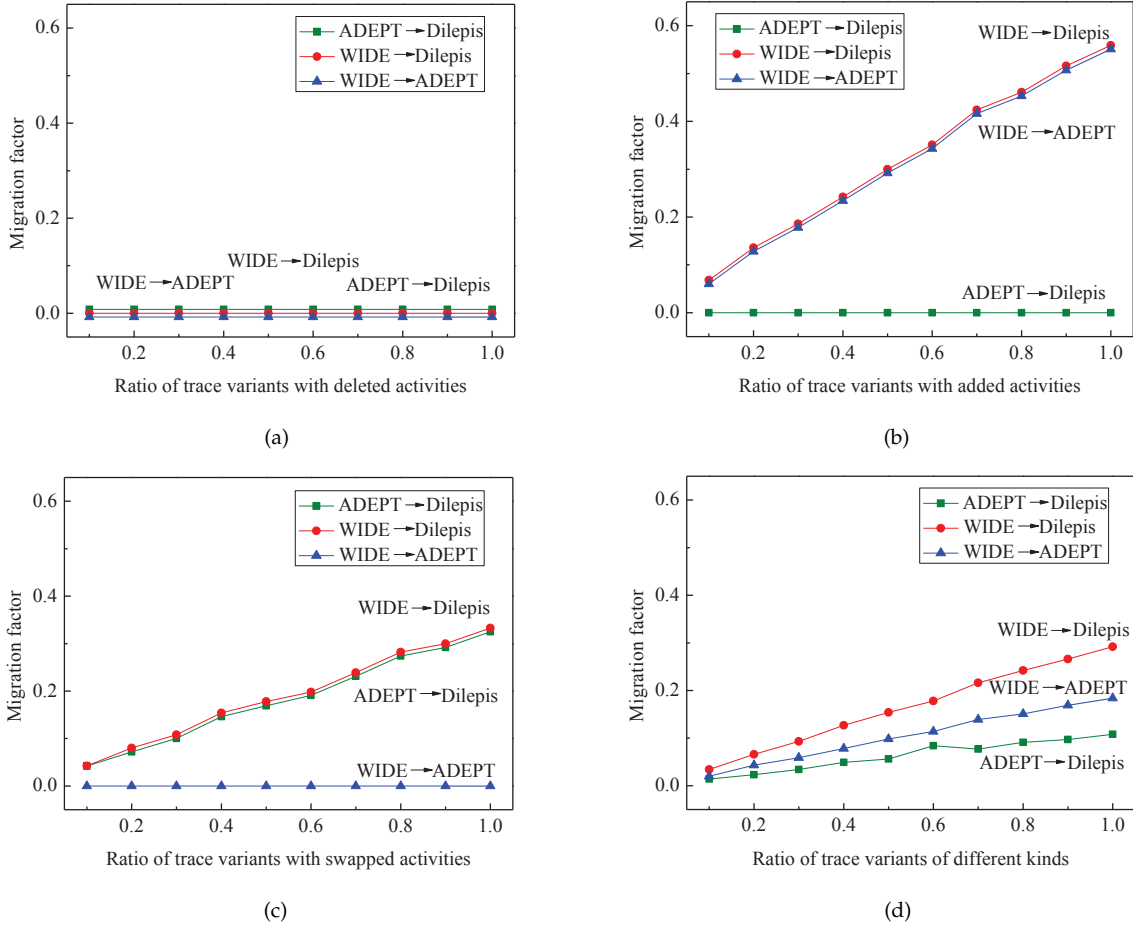 0.6
0.4
0.2
0.0
Migration factor
ADEPT→Dilepis
WIDE→Dilepis
WIDE→ADEPT
WIDE→Dilepis
WIDE→ADEPT
ADEPT→Dilepis
0.2 0.4 0.6 0.8 1.0
Ratio of trace variants with deleted activities
(a)
0.6
0.4
0.2
0.0
Migration factor
ADEPT→Dilepis
WIDE→Dilepis
WIDE→ADEPT
WIDE→Dilepis
WIDE→ADEPT
ADEPT→Dilepis
0.2 0.4 0.6 0.8 1.0
Ratio of trace variants with added activities
(b)
0.6
0.4
0.2
0.0
Migration factor
ADEPT→Dilepis
WIDE→Dilepis
WIDE→ADEPT
WIDE→Dilepis
ADEPT→Dilepis
WIDE→ADEPT
0.2 0.4 0.6 0.8 1.0
Ratio of trace variants with swapped activities
(c)
0.6
0.4
0.2
0.0
Migration factor
ADEPT→Dilepis
WIDE→Dilepis
WIDE→ADEPT
WIDE→Dilepis
WIDE→ADEPT
ADEPT→Dilepis
0.2 0.4 0.6 0.8 1.0
Ratio of trace variants of different kinds
(d)